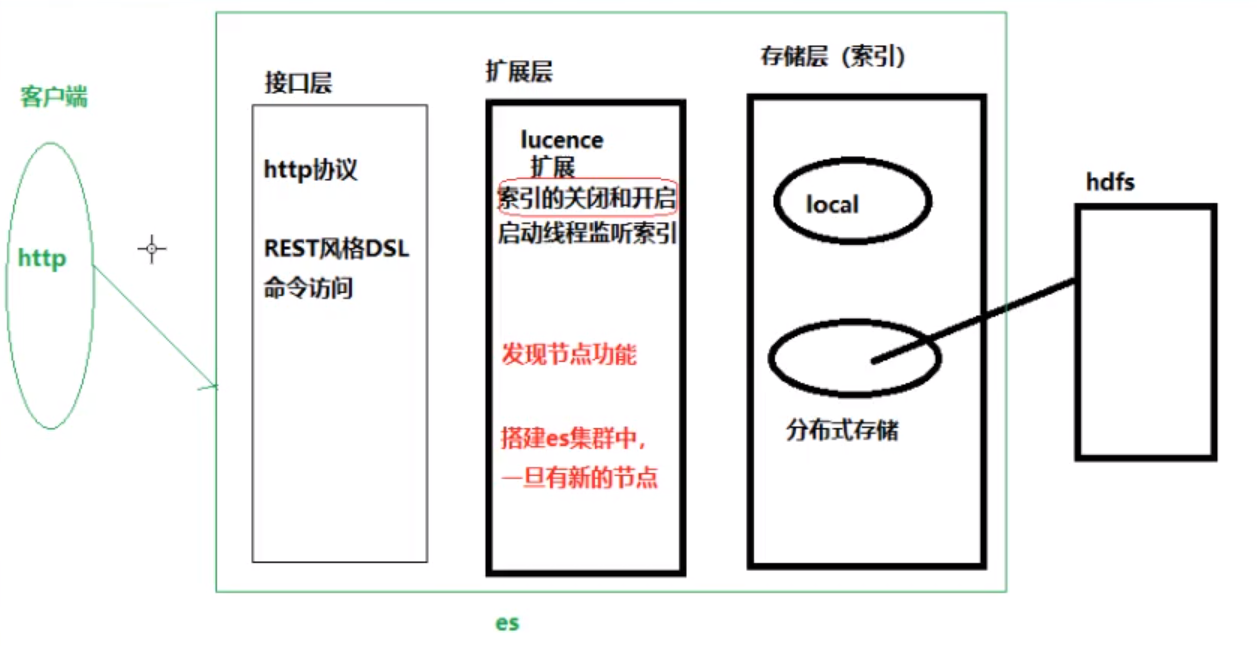 客户端
http
接口层
http协议
REST风格DSL
命令访问
扩展层
lucence
扩展
索引的关闭和开启
启动线程监听索引
发现节点功能
搭建es集群中，
一旦有新的节点
存储层（索引）
local
分布式存储
hdfs
es